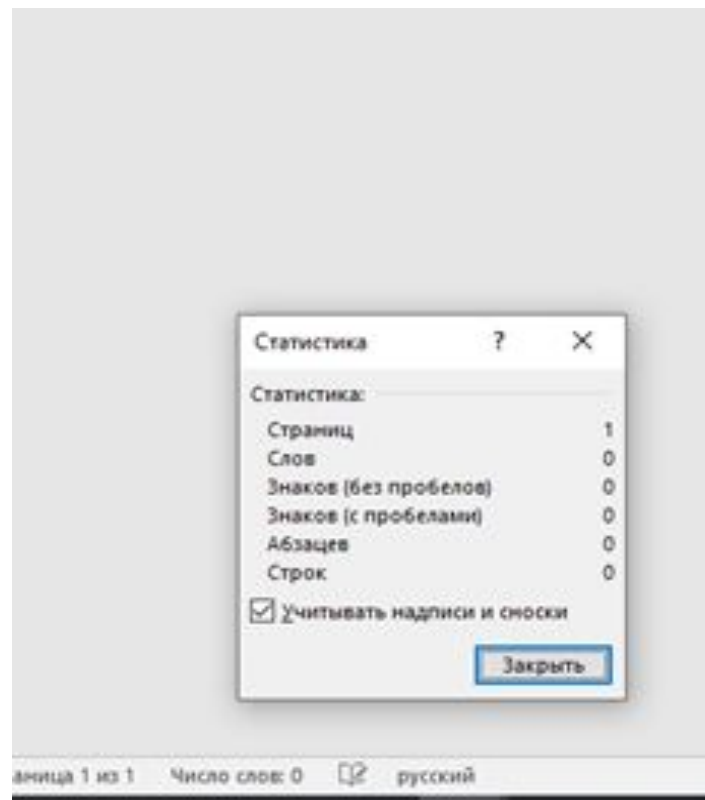 Статистика ? ✕
Статистика:
Страниц 1
Слов 0
Знаков (без пробелов) 0
Знаков (с пробелами) 0
Абзацев 0
Строк 0
Учитывать надписи и сноски
Закрыть
аница 1 из 1 Число слов: 0 русский